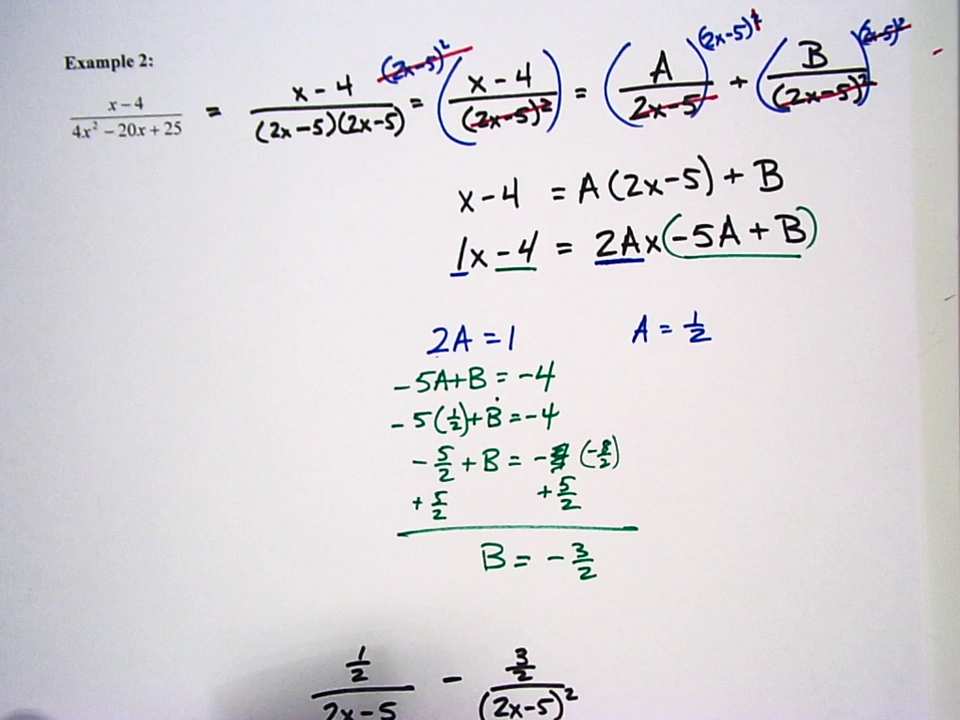 Example 2:
x - 4 / 4x² - 20x + 25 = x - 4 / (2x-5)(2x-5) = (2x-5)² (x - 4 / (2x-5)²) = (A / 2x-5)(2x-5)² + (B / (2x-5)²)(2x-5)²
x - 4 = A(2x-5) + B
1x - 4 = 2Ax(-5A + B)
2A = 1 A = 1/2
-5A+B = -4
-5(1/2)+B = -4
-5/2 + B = -4 (-8/2)
+5/2 +5/2
B = -3/2
1/2 / 2x-5 - 3/2 / (2x-5)²